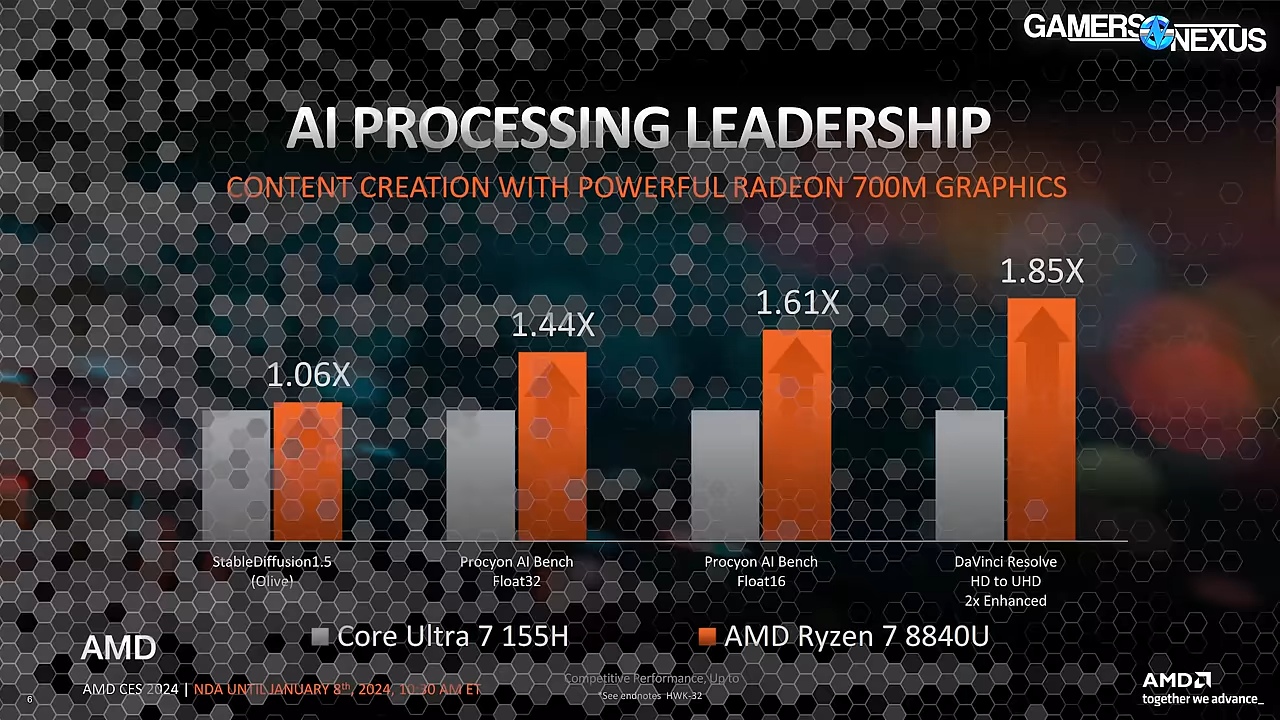 GAMERS NEXUS
AI PROCESSING LEADERSHIP
CONTENT CREATION WITH POWERFUL RADEON 700M GRAPHICS
1.06X
1.44X
1.61X
1.85X
StableDiffusion1.5
(Olive)
Procyon AI Bench
Float32
Procyon AI Bench
Float16
DaVinci Resolve
HD to UHD
2x Enhanced
Core Ultra 7 155H
AMD Ryzen 7 8840U
AMD
AMD CES 2024 | NDA UNTIL JANUARY 8th, 2024, 10:30 AM ET
6
Competitive Performance, Up to
*See endnotes HWK-32
AMD
together we advance_